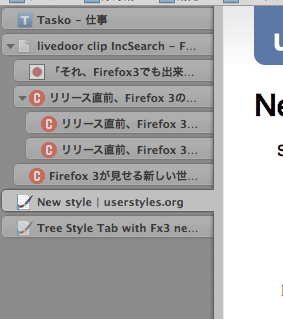 Tasko - 仕事
livedoor clip IncSearch - F...
「それ、Firefox3でも出来...
リリース直前、Firefox 3の...
リリース直前、Firefox 3...
リリース直前、Firefox 3...
Firefox 3が見せる新しい世...
New style | userstyles.org
Tree Style Tab with Fx3 ne...
Ne